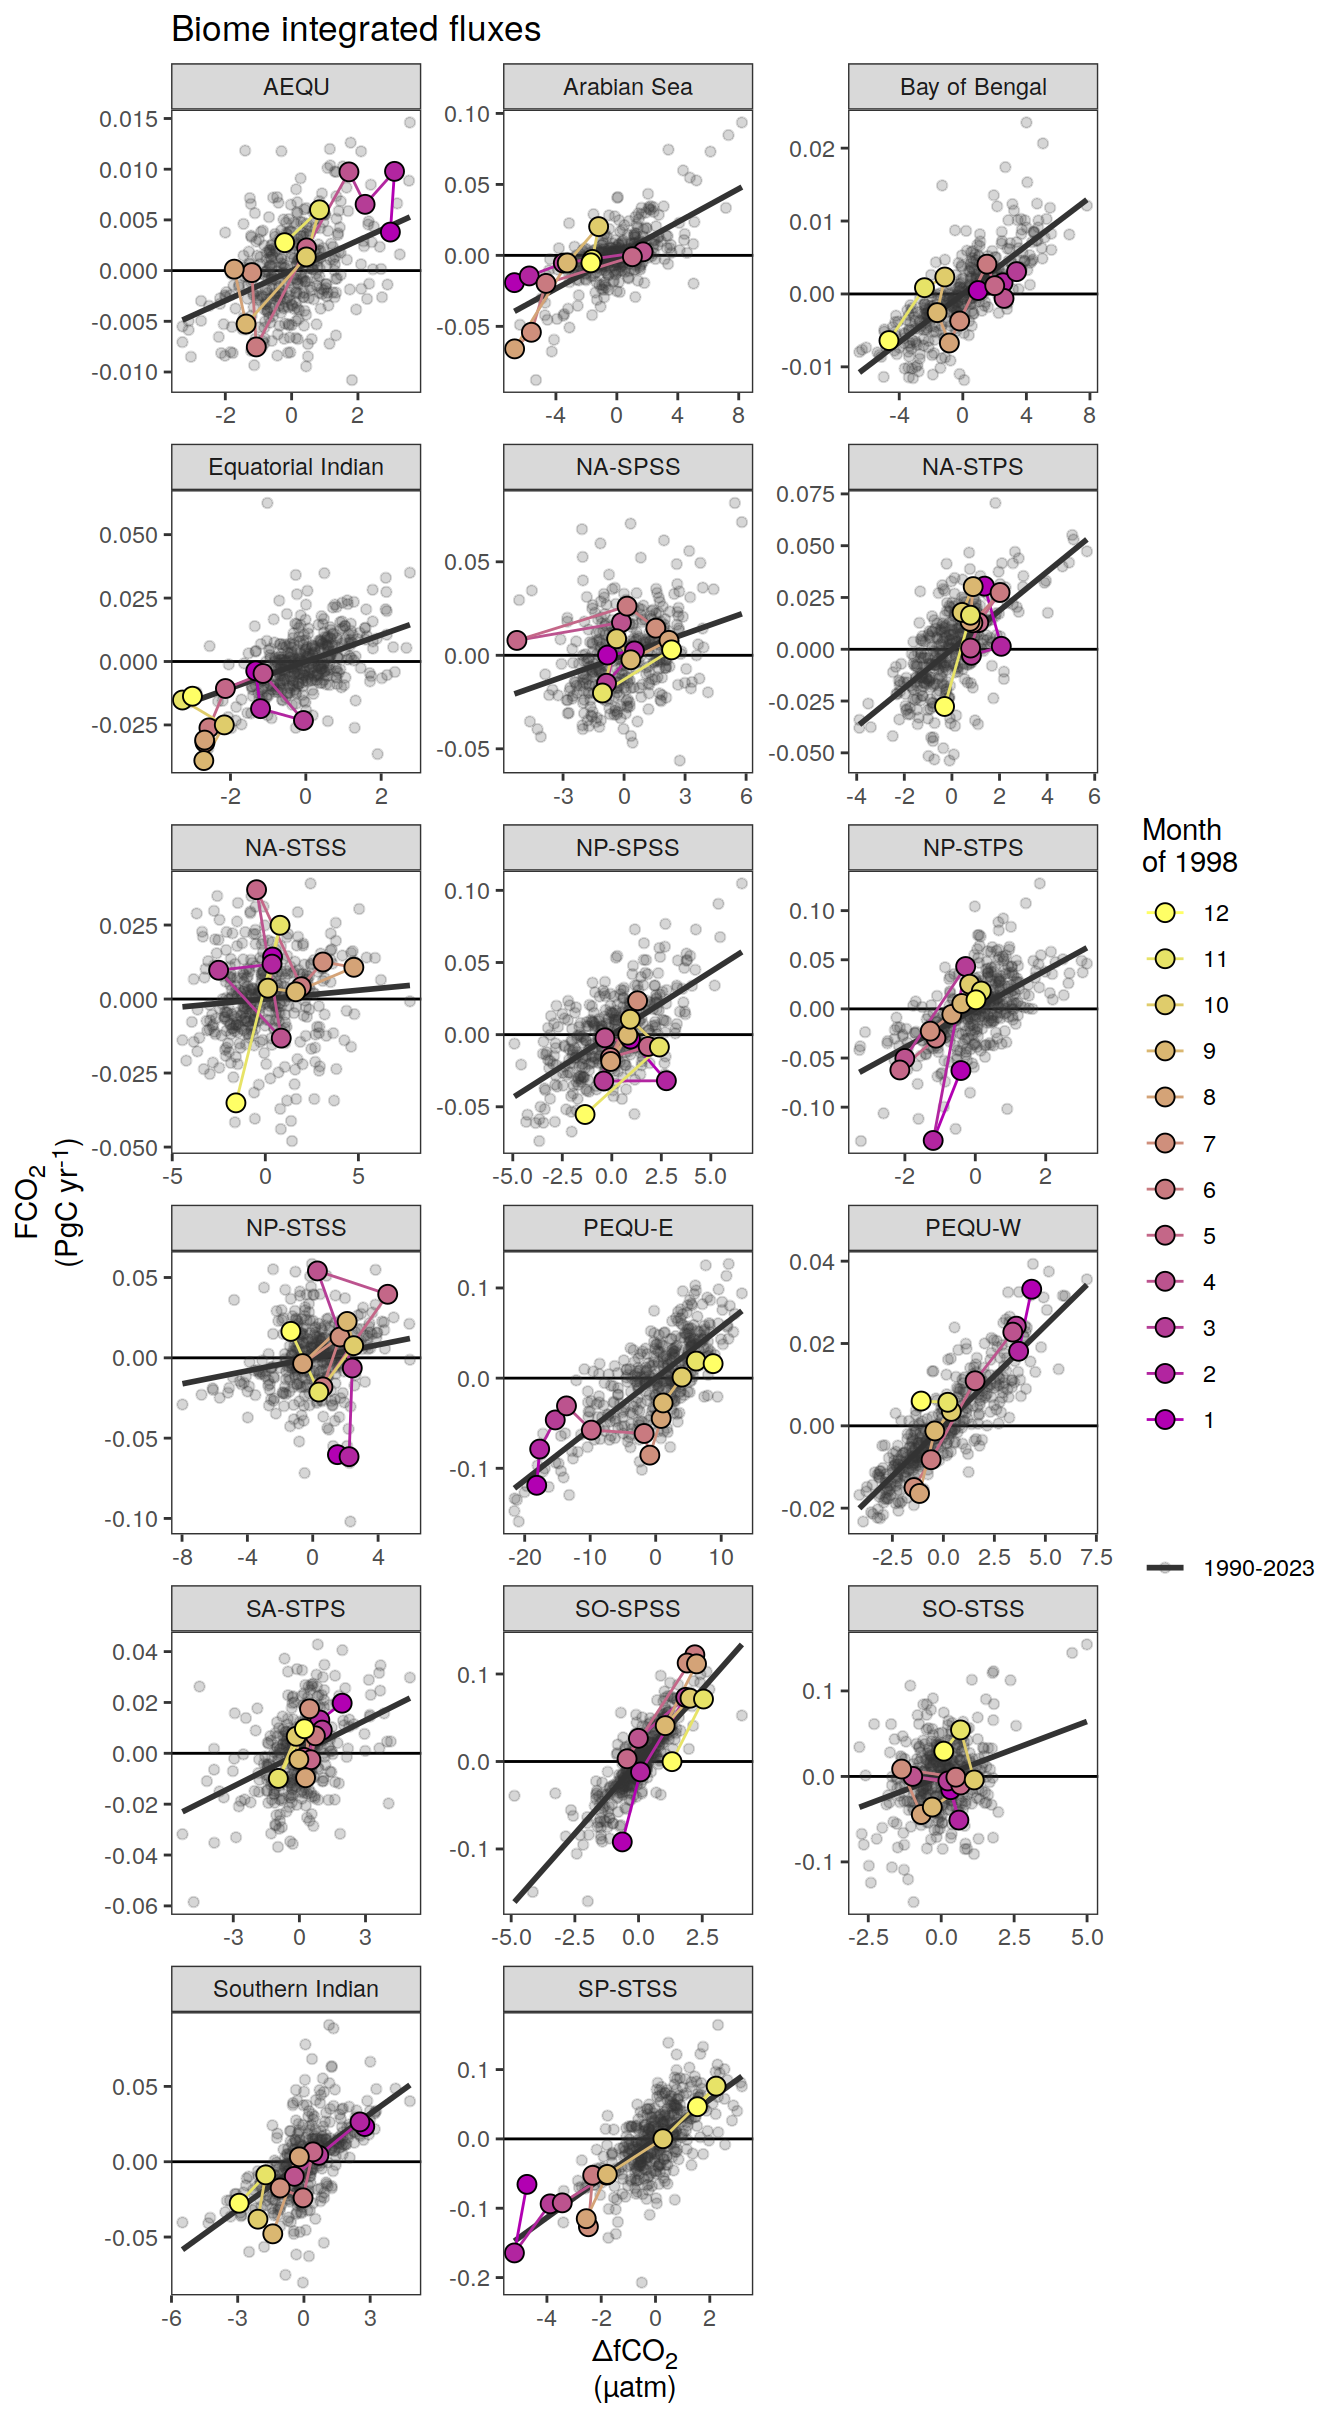 Biome integrated fluxes
AEQU
Arabian Sea
Bay of Bengal
0.015
0.010
0.005
0.000
-0.005
-0.010
-2 0 2
0.10
0.05
0.00
-0.05
-4 0 4 8
0.02
0.01
0.00
-0.01
-4 0 4 8
Equatorial Indian
NA-SPSS
NA-STPS
0.050
0.025
0.000
-0.025
-2 0 2
0.05
0.00
-0.05
-3 0 3 6
0.075
0.050
0.025
0.000
-0.025
-0.050
-4 -2 0 2 4 6
NA-STSS
NP-SPSS
NP-STPS
0.025
0.000
-0.025
-0.050
-5 0 5
0.10
0.05
0.00
-0.05
-5.0 -2.5 0.0 2.5 5.0
0.10
0.05
0.00
-0.05
-0.10
-2 0 2
NP-STSS
PEQU-E
PEQU-W
0.05
0.00
-0.05
-0.10
-8 -4 0 4
0.1
0.0
-0.1
-20 -10 0 10
0.04
0.02
0.00
-0.02
-2.5 0.0 2.5 5.0 7.5
SA-STPS
SO-SPSS
SO-STSS
0.04
0.02
0.00
-0.02
-0.04
-0.06
-3 0 3
0.1
0.0
-0.1
-5.0 -2.5 0.0 2.5
0.1
0.0
-0.1
-2.5 0.0 2.5 5.0
Southern Indian
SP-STSS
0.05
0.00
-0.05
-6 -3 0 3
0.1
0.0
-0.1
-0.2
-4 -2 0 2
FCO₂
(PgC yr⁻¹)
ΔfCO₂
(µatm)
Month
of 1998
12
11
10
9
8
7
6
5
4
3
2
1
1990-2023